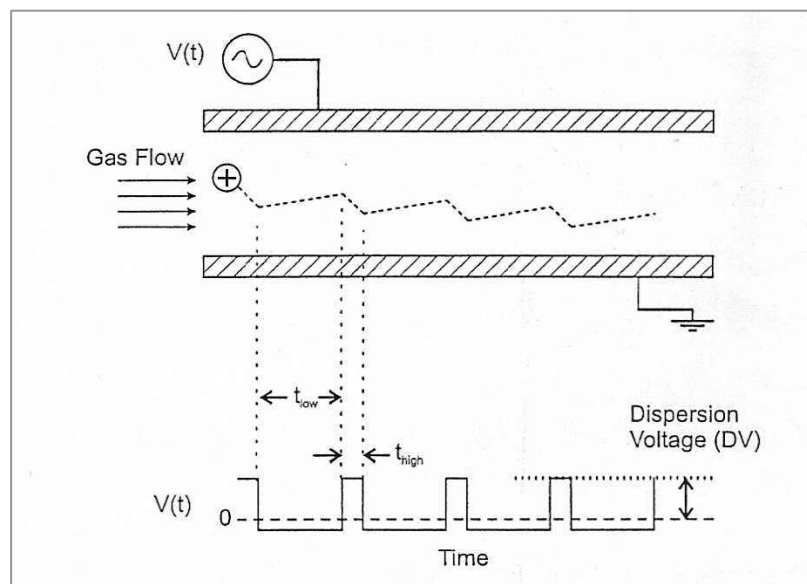 V(t)
Gas Flow
+
t_low
t_high
Dispersion
Voltage (DV)
V(t)
0
Time